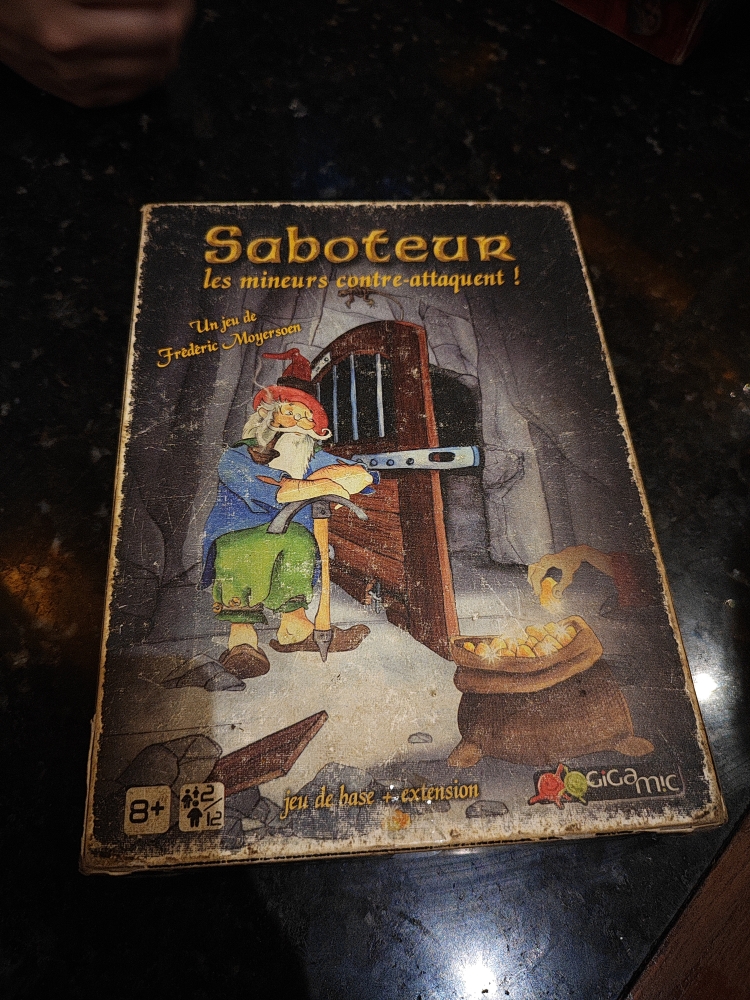 Saboteur
les mineurs contre-attaquent !
Un jeu de
Frédéric Moyersoen
jeu de base + extension
8+
2/12
GIGAMIC